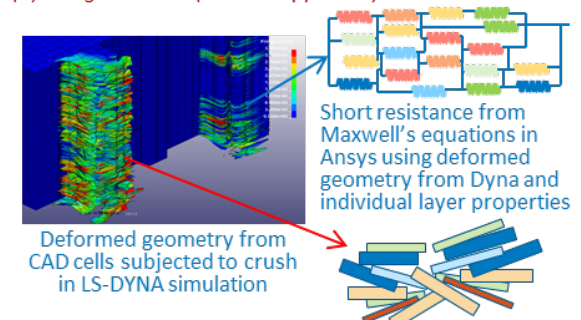 Short resistance from
Maxwell's equations in
Ansys using deformed
geometry from Dyna and
individual layer properties
Deformed geometry from
CAD cells subjected to crush
in LS-DYNA simulation